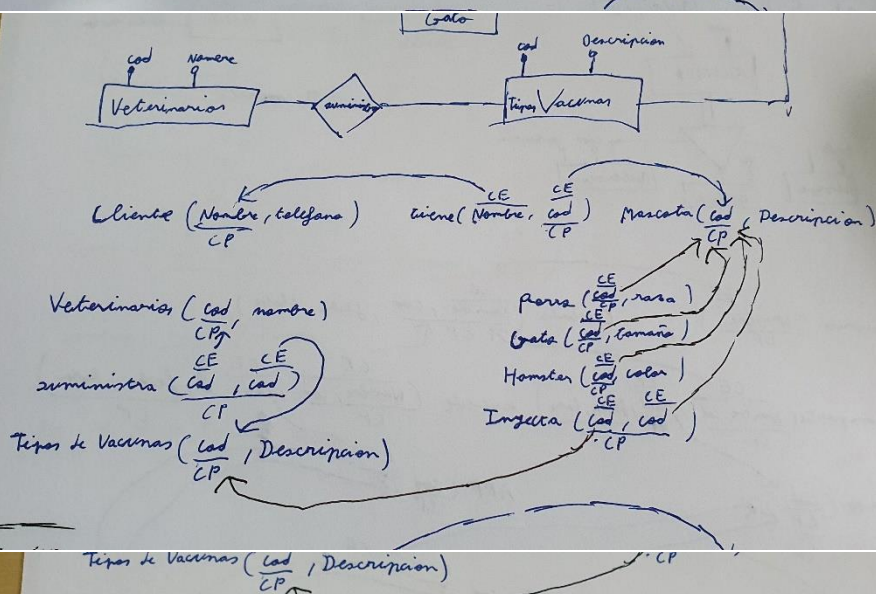 Gato
cod Nombre cod Descripcion
Veterinarios suministra Tipos Vacunas
CE CE
Cliente (Nombre, telefono) tiene (Nombre, cod) Mascota (cod, Descripcion)
CP CP CP
Veterinarios (cod, nombre)
CP
CE CE
suministra (cod, cod)
CP
Tipos de Vacunas (cod, Descripcion)
CP
CE
perro (cod, raza)
CP
CE
Gato (cod, tamaño)
CP
CE
Hamster (cod, color)
CP
CE CE
Inyecta (cod, cod)
CP
Tipos de Vacunas (cod, Descripcion)
CP
CP